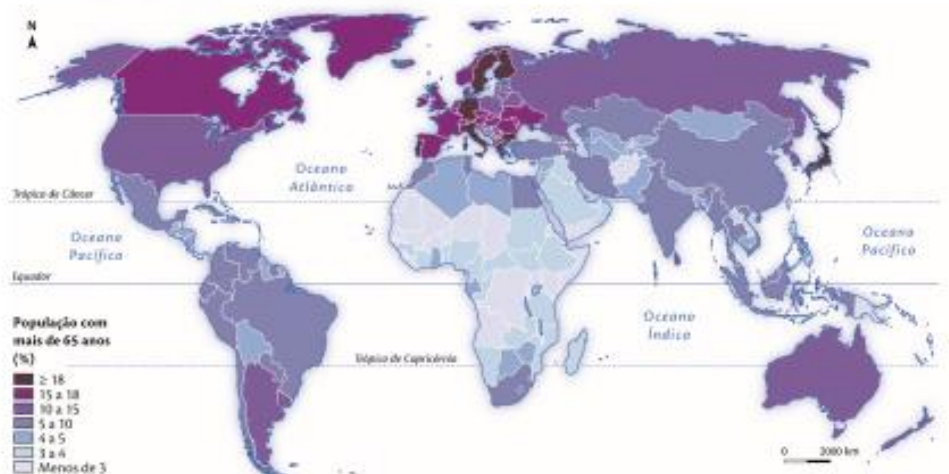 N
Oceano
Atlântico
Trópico de Câncer
Oceano
Pacífico
Oceano
Pacífico
Equador
Oceano
Índico
População com
mais de 65 anos
(%)
Trópico de Capricórnio
≥ 18
15 a 18
10 a 15
5 a 10
4 a 5
3 a 4
Menos de 3
0 2000 km